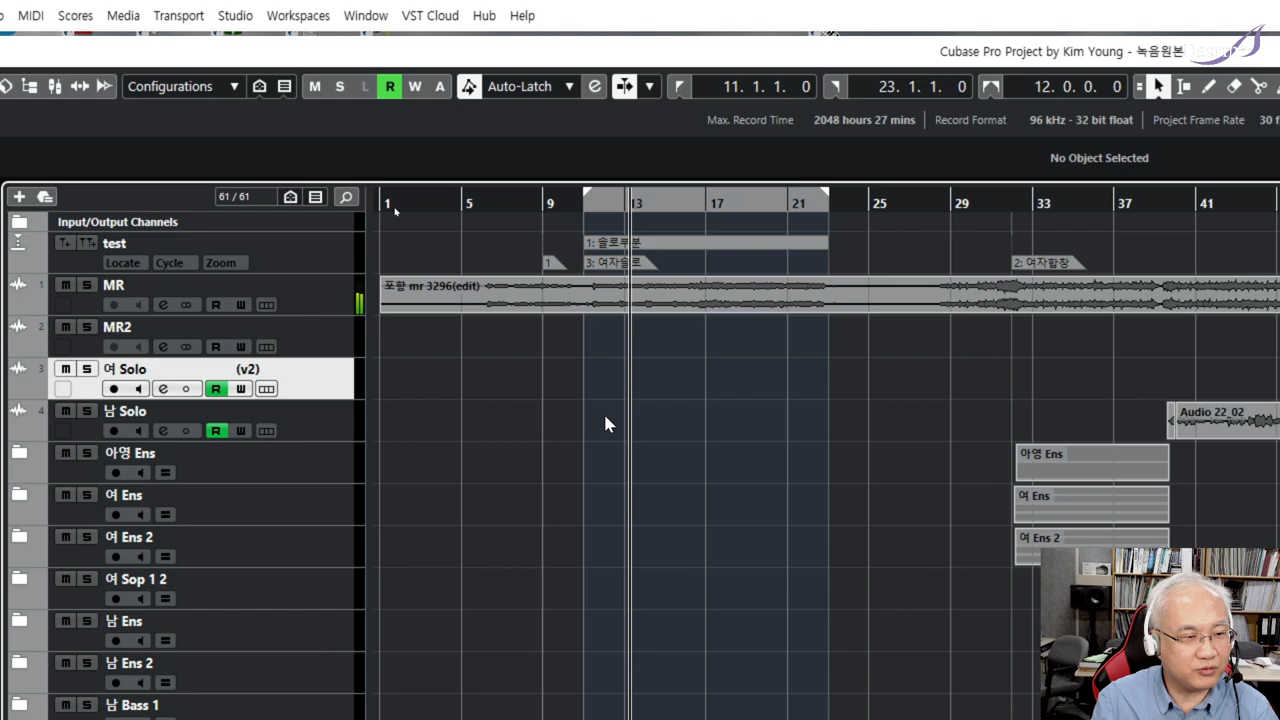 MIDI Scores Media Transport Studio Workspaces Window VST Cloud Hub Help
Cubase Pro Project by Kim Young - 녹음원본
Configurations M S L R W A Auto-Latch 11. 1. 1. 0 23. 1. 1. 0 12. 0. 0. 0
Max. Record Time 2048 hours 27 mins Record Format 96 kHz - 32 bit float Project Frame Rate 30 f
No Object Selected
61 / 61
1 5 9 13 17 21 25 29 33 37 41
Input/Output Channels
test
1: 솔로부분
Locate Cycle Zoom
1 3: 여자솔로 2: 여자합창
1 m S MR
포항 mr 3296(edit)
R W
2 m S MR2
R W
3 m S 여 Solo (v2)
R W
4 m S 남 Solo
Audio 22_02
R W
m S 아영 Ens
아영 Ens
m S 여 Ens
여 Ens
m S 여 Ens 2
여 Ens 2
m S 여 Sop 1 2
m S 남 Ens
m S 남 Ens 2
m S 남 Bass 1